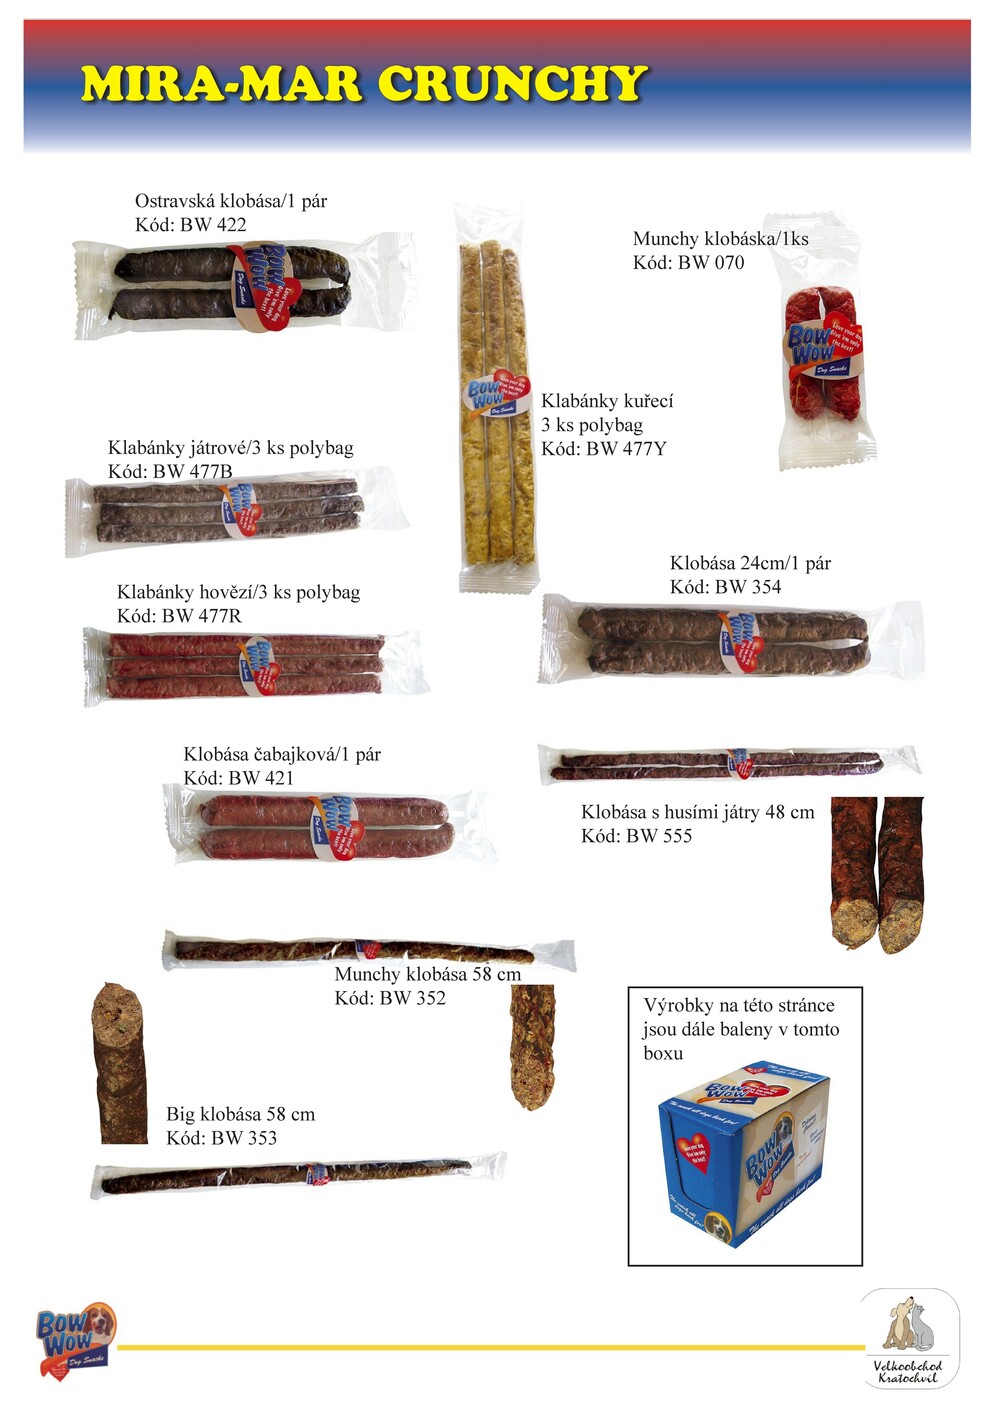 MIRA-MAR CRUNCHY
Ostravská klobása/1 pár
Kód: BW 422
Munchy klobáska/1ks
Kód: BW 070
Klabánky kuřecí
3 ks polybag
Kód: BW 477Y
Klabánky játrové/3 ks polybag
Kód: BW 477B
Klobása 24cm/1 pár
Kód: BW 354
Klabánky hovězí/3 ks polybag
Kód: BW 477R
Klobása čabajková/1 pár
Kód: BW 421
Klobása s husími játry 48 cm
Kód: BW 555
Munchy klobása 58 cm
Kód: BW 352
Výrobky na této stránce
jsou dále baleny v tomto
boxu
Big klobása 58 cm
Kód: BW 353
BOW
WOW
Dog Snacks
Velkoobchod
Kratochvíl